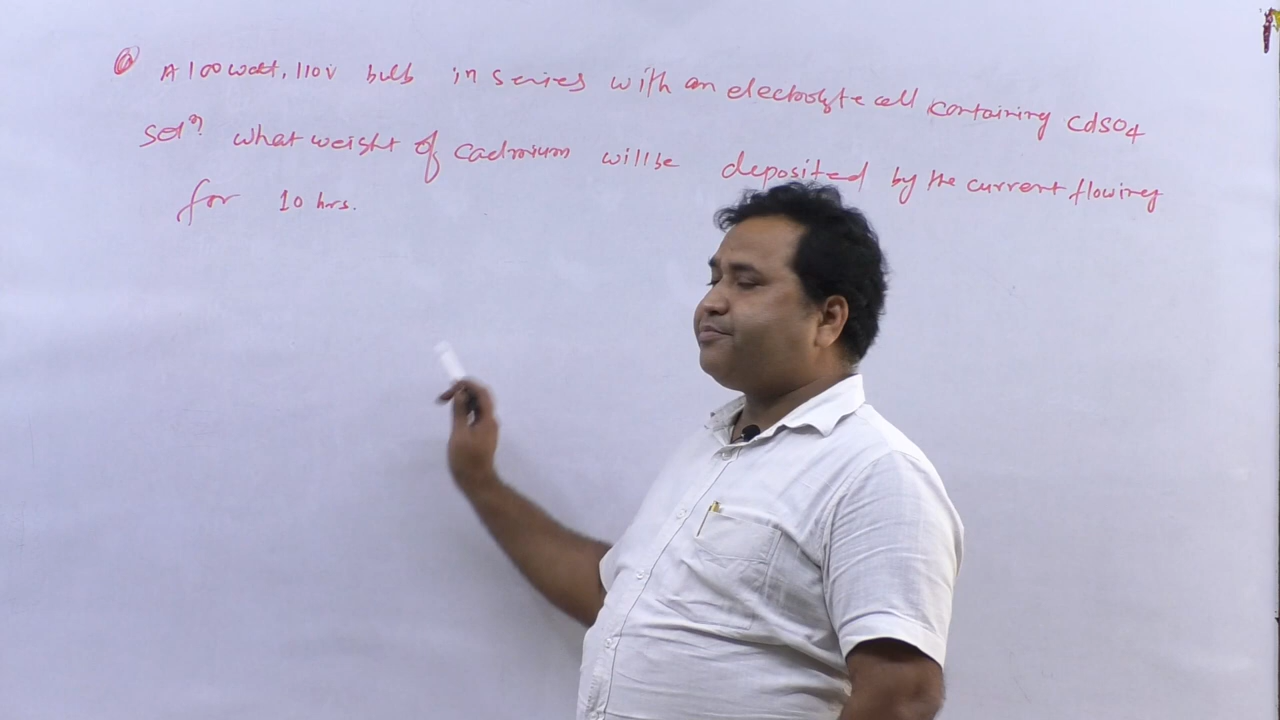 Q A 100 watt, 110V bulb in series with an electrolyte cell containing CdSO4
solⁿ. What weight of cadmium will be deposited by the current flowing
for 10 hrs.